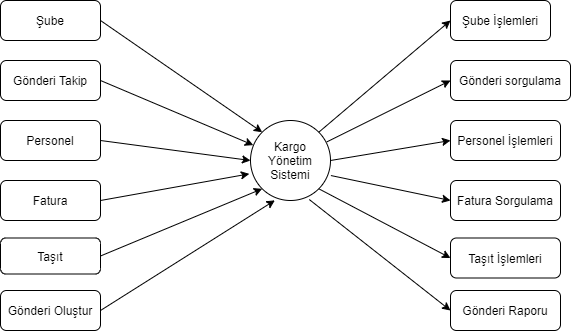 Şube
Gönderi Takip
Personel
Fatura
Taşıt
Gönderi Oluştur
Kargo
Yönetim
Sistemi
Şube İşlemleri
Gönderi sorgulama
Personel İşlemleri
Fatura Sorgulama
Taşıt İşlemleri
Gönderi Raporu